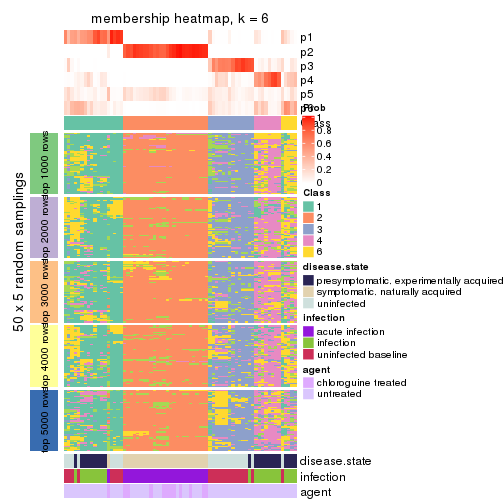 membership heatmap, k = 6
p1
p2
p3
p4
p5
Prob
1
0.8
0.6
0.4
0.2
0
Class
1
2
3
4
6
disease.state
presymptomatic, experimentally acquired
symptomatic, naturally acquired
uninfected
infection
acute infection
infection
uninfected baseline
agent
chloroguine treated
untreated
50 x 5 random samplings
top 1000 rows
top 2000 rows
top 3000 rows
top 4000 rows
top 5000 rows
disease.state
infection
agent